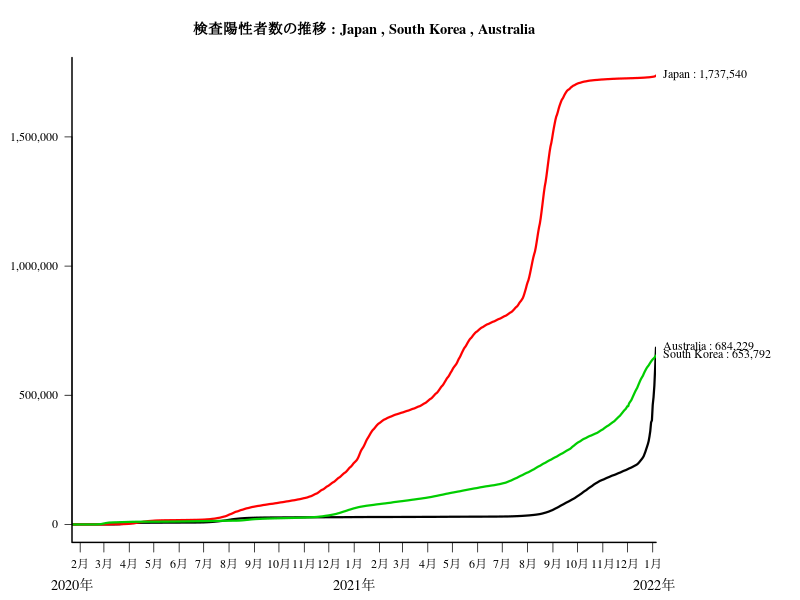 検査陽性者数の推移 : Japan , South Korea , Australia
Japan : 1,737,540
1,500,000
1,000,000
Australia : 684,229
South Korea : 653,792
500,000
0
2月 3月 4月 5月 6月 7月 8月 9月 10月 11月 12月 1月 2月 3月 4月 5月 6月 7月 8月 9月 10月 11月 12月 1月
2020年 2021年 2022年